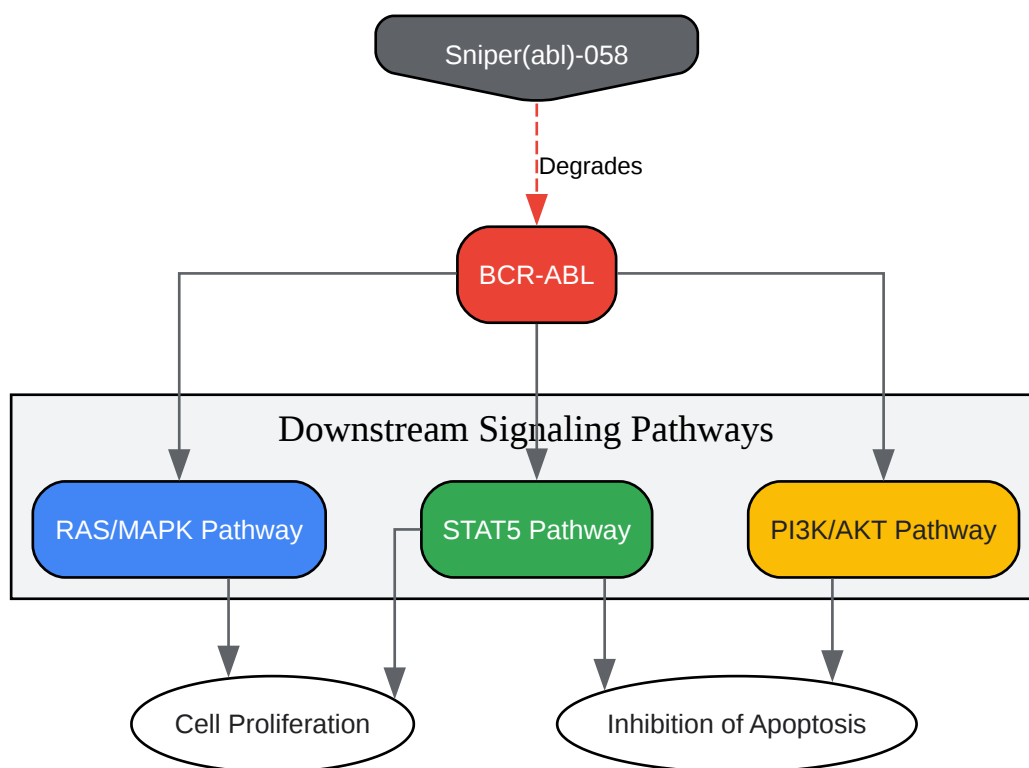 Sniper(abl)-058
Degrades
BCR-ABL
Downstream Signaling Pathways
RAS/MAPK Pathway
STAT5 Pathway
PI3K/AKT Pathway
Cell Proliferation
Inhibition of Apoptosis